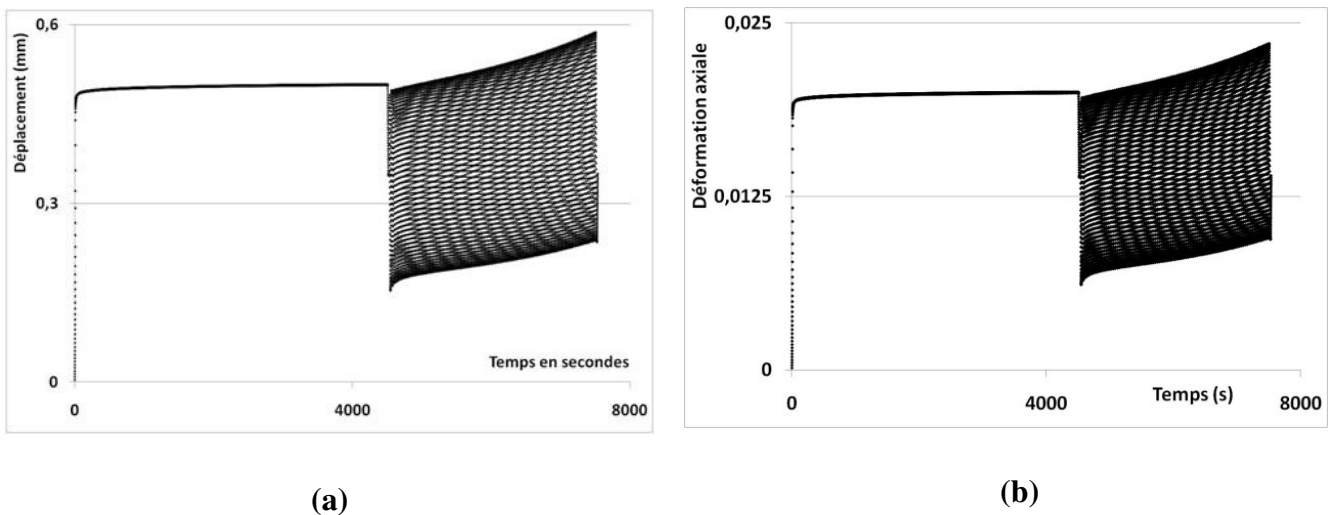 0,6
Déplacement (mm)
0,3
0
Temps en secondes
0
4000
8000
(a)
0,025
Déformation axiale
0,0125
0
Temps (s)
0
4000
8000
(b)